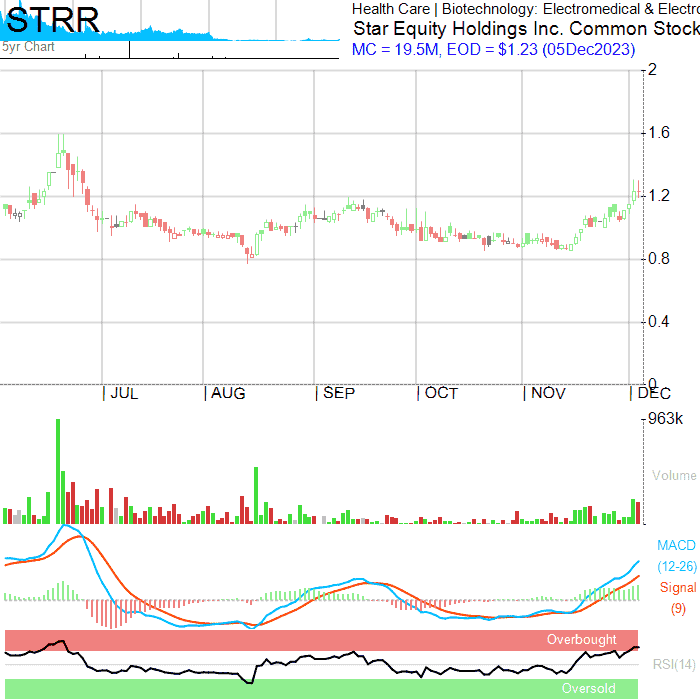 STRR
5yr Chart
Health Care | Biotechnology: Electromedical & Electro
Star Equity Holdings Inc. Common Stock
MC = 19.5M, EOD = $1.23 (05Dec2023)
2
1.6
1.2
0.8
0.4
0
JUL AUG SEP OCT NOV DEC
963k
Volume
MACD
(12-26)
Signal
(9)
Overbought
RSI(14)
Oversold